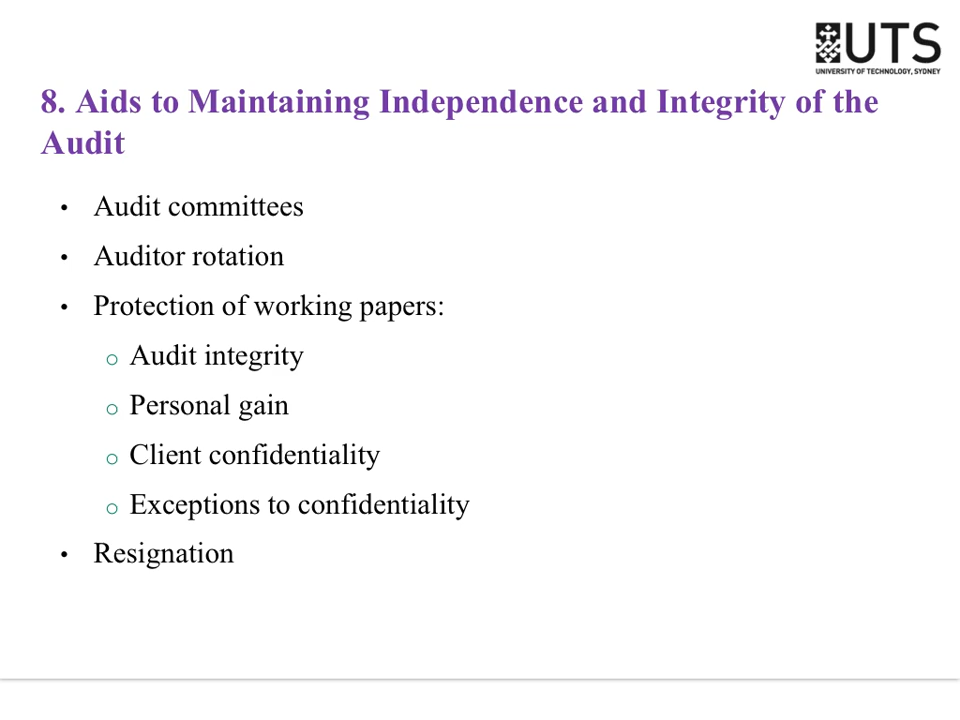 UTS
UNIVERSITY OF TECHNOLOGY, SYDNEY
8. Aids to Maintaining Independence and Integrity of the
Audit
• Audit committees
• Auditor rotation
• Protection of working papers:
o Audit integrity
o Personal gain
o Client confidentiality
o Exceptions to confidentiality
• Resignation